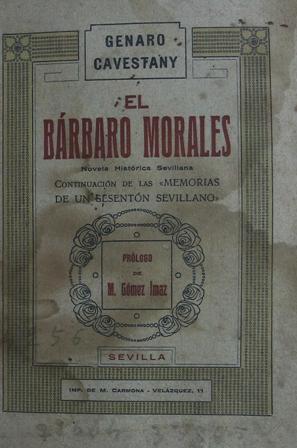 GENARO
CAVESTANY
EL
BÁRBARO MORALES
Novela Histórica Sevillana
CONTINUACIÓN DE LAS «MEMORIAS
DE UN SESENTÓN SEVILLANO»
PRÓLOGO
DE
M. Gómez Ímaz
SEVILLA
IMP. DE M. CARMONA - VELÁZQUEZ, 11